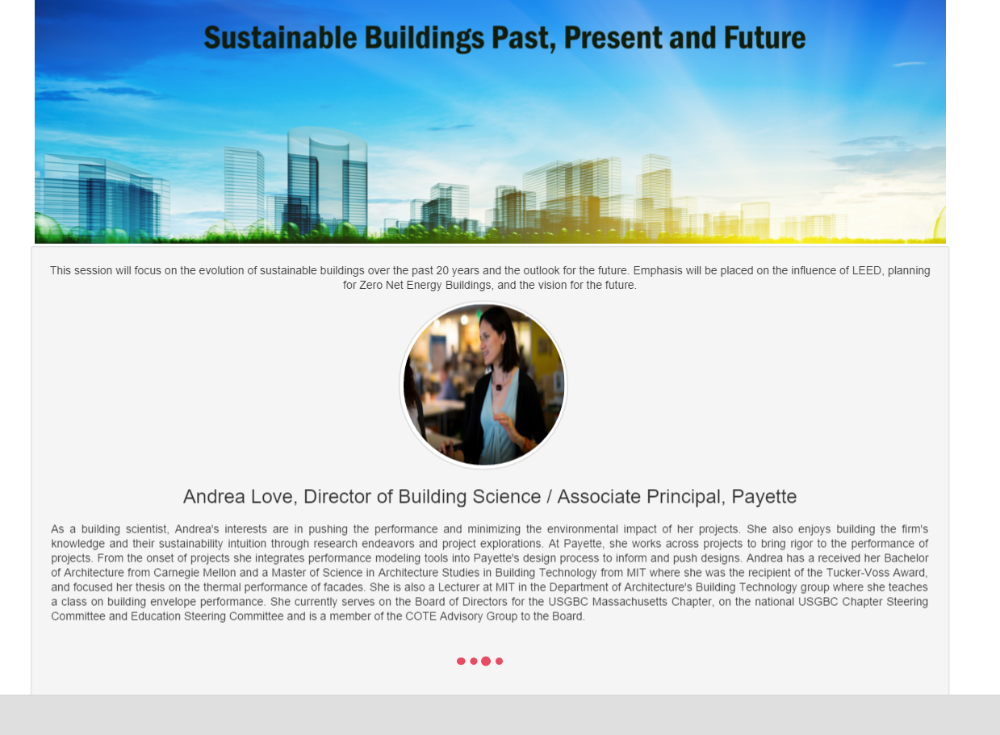 Sustainable Buildings Past, Present and Future
This session will focus on the evolution of sustainable buildings over the past 20 years and the outlook for the future. Emphasis will be placed on the influence of LEED, planning
for Zero Net Energy Buildings, and the vision for the future.
Andrea Love, Director of Building Science / Associate Principal, Payette
As a building scientist, Andrea's interests are in pushing the performance and minimizing the environmental impact of her projects. She also enjoys building the firm's
knowledge and their sustainability intuition through research endeavors and project explorations. At Payette, she works across projects to bring rigor to the performance of
projects. From the onset of projects she integrates performance modeling tools into Payette's design process to inform and push designs. Andrea has a received her Bachelor
of Architecture from Carnegie Mellon and a Master of Science in Architecture Studies in Building Technology from MIT where she was the recipient of the Tucker-Voss Award,
and focused her thesis on the thermal performance of facades. She is also a Lecturer at MIT in the Department of Architecture's Building Technology group where she teaches
a class on building envelope performance. She currently serves on the Board of Directors for the USGBC Massachusetts Chapter, on the national USGBC Chapter Steering
Committee and Education Steering Committee and is a member of the COTE Advisory Group to the Board.